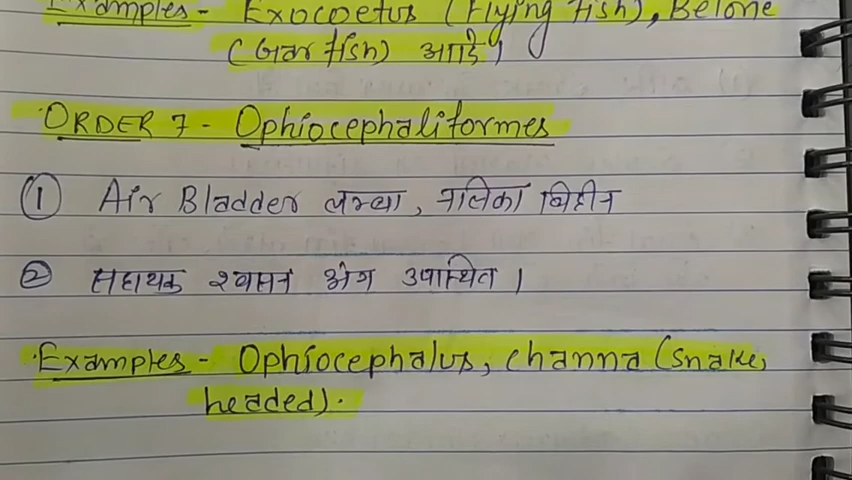 Examples - Exocoetus (Flying fish), Belone
(Gar fish) आदि।
ORDER 7 - Ophiocephaliformes
① Air Bladder लम्बा, नलिका विहीन
② सहायक श्वसन अंग उपास्थित।
Examples - Ophiocephalus, Channa (Snake,
headed).